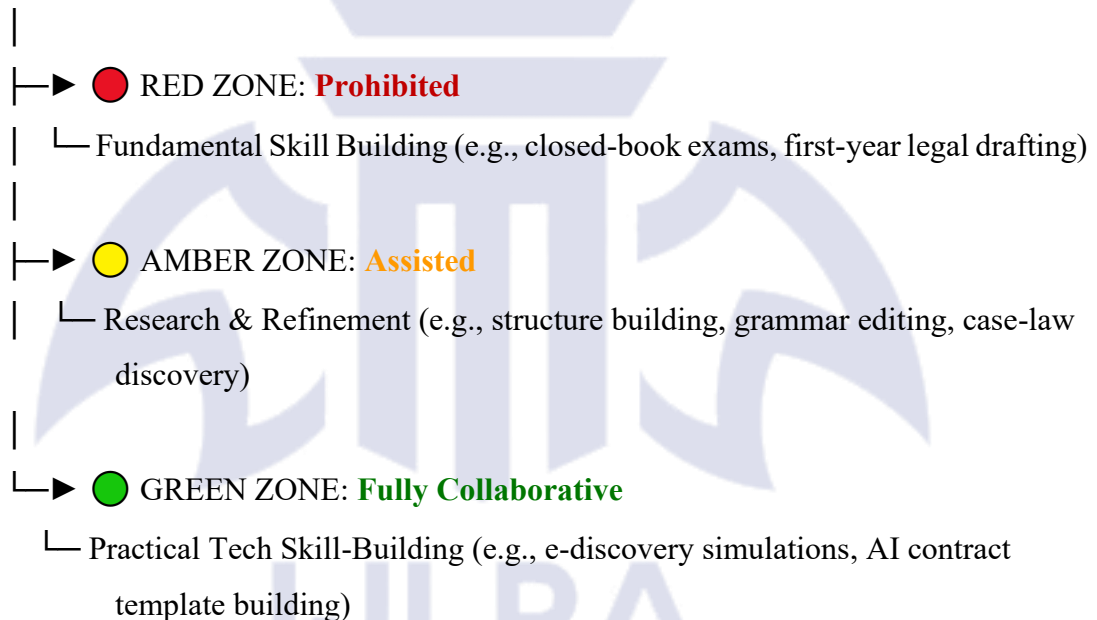 RED ZONE: Prohibited
Fundamental Skill Building (e.g., closed-book exams, first-year legal drafting)
AMBER ZONE: Assisted
Research & Refinement (e.g., structure building, grammar editing, case-law
discovery)
GREEN ZONE: Fully Collaborative
Practical Tech Skill-Building (e.g., e-discovery simulations, AI contract
template building)